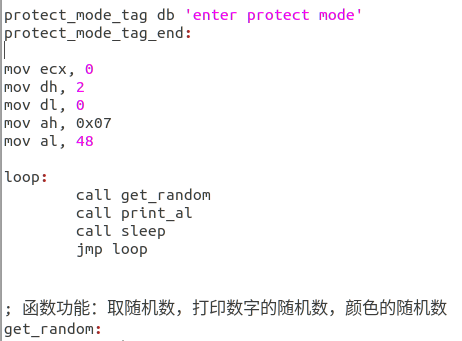 protect_mode_tag db 'enter protect mode'
protect_mode_tag_end:
mov ecx, 0
mov dh, 2
mov dl, 0
mov ah, 0x07
mov al, 48
loop:
call get_random
call print_al
call sleep
jmp loop
; 函数功能：取随机数，打印数字的随机数，颜色的随机数
get_random: